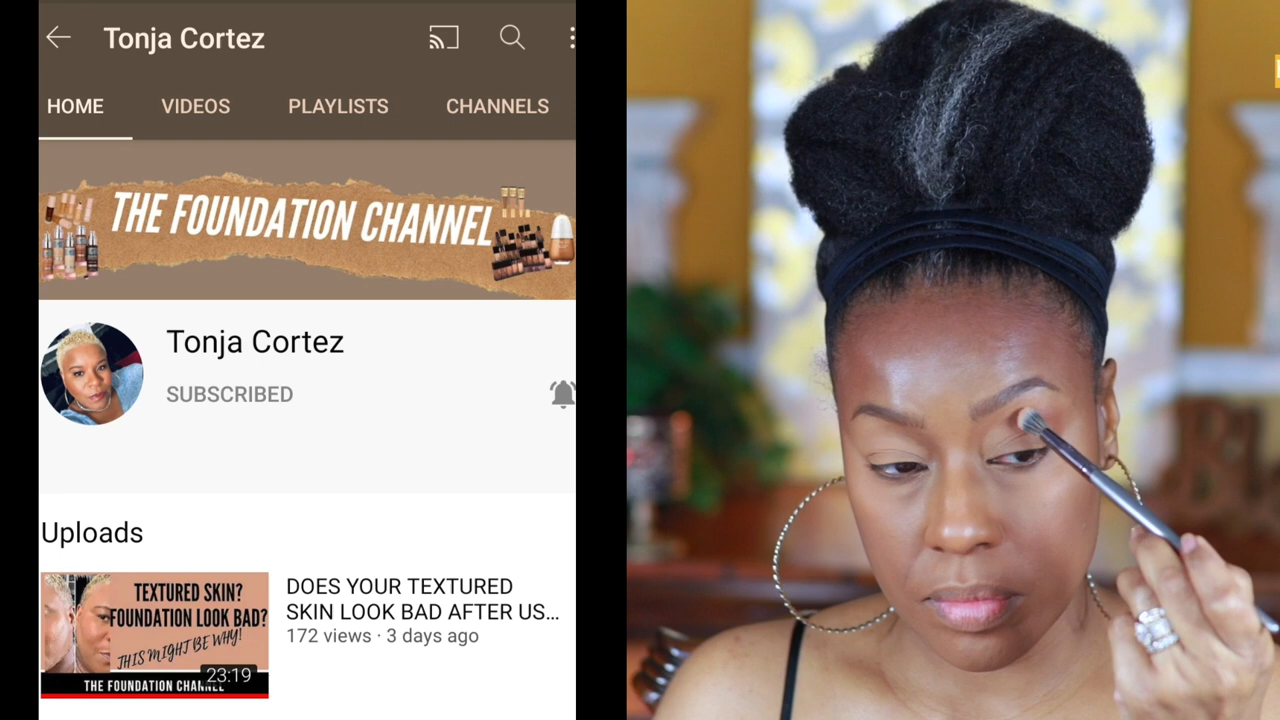 Tonja Cortez
HOME VIDEOS PLAYLISTS CHANNELS
THE FOUNDATION CHANNEL
Tonja Cortez
SUBSCRIBED
Uploads
TEXTURED SKIN?
FOUNDATION LOOK BAD?
THIS MIGHT BE WHY!
23:19
THE FOUNDATION CHANNEL
DOES YOUR TEXTURED
SKIN LOOK BAD AFTER US...
172 views · 3 days ago